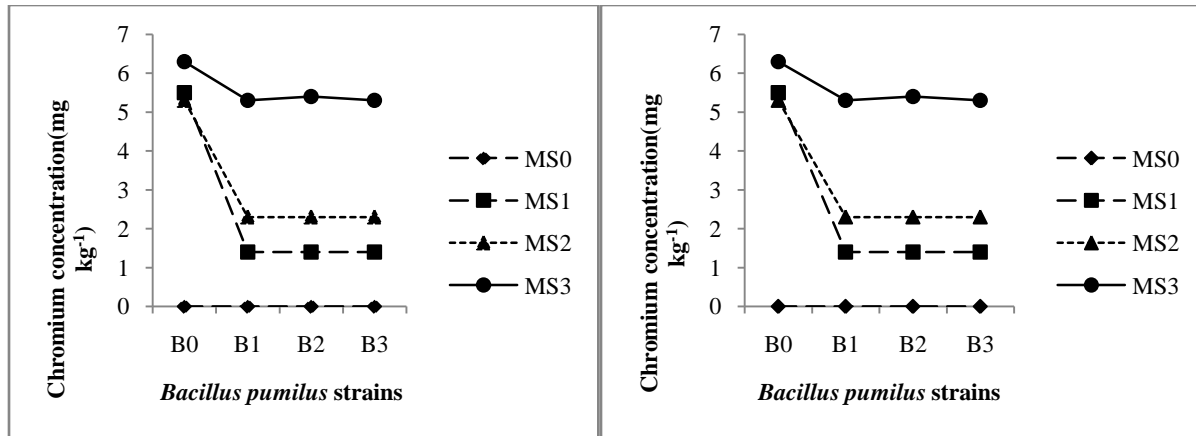 Chromium concentration(mg
kg-1)
7
6
5
4
3
2
1
0
B0 B1 B2 B3
Bacillus pumilus strains
MS0
MS1
MS2
MS3
Chromium concentration(mg
kg-1)
7
6
5
4
3
2
1
0
B0 B1 B2 B3
Bacillus pumilus strains
MS0
MS1
MS2
MS3